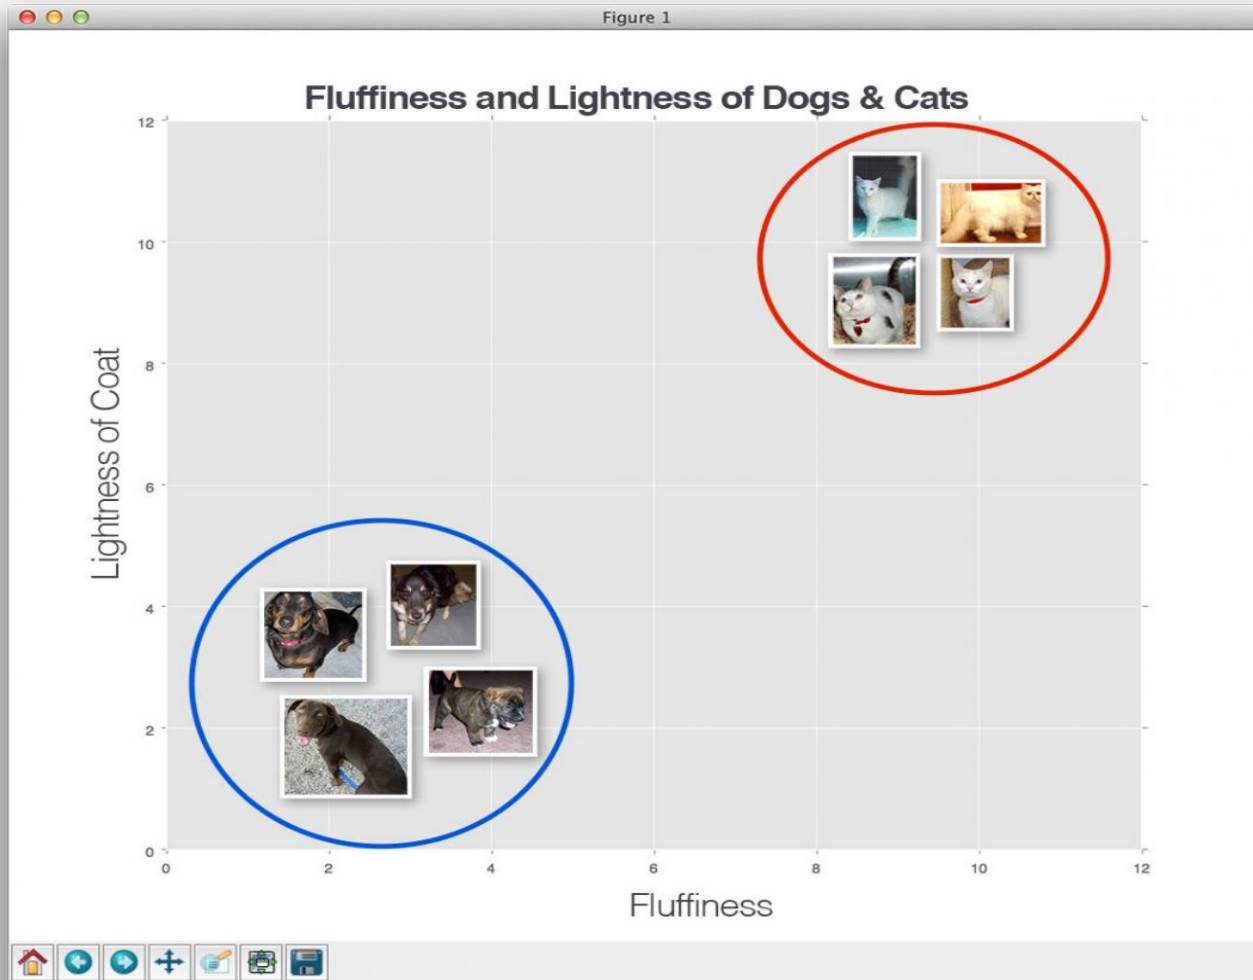 Figure 1
Fluffiness and Lightness of Dogs & Cats
12
10
8
6
4
2
0
Lightness of Coat
0 2 4 6 8 10 12
Fluffiness